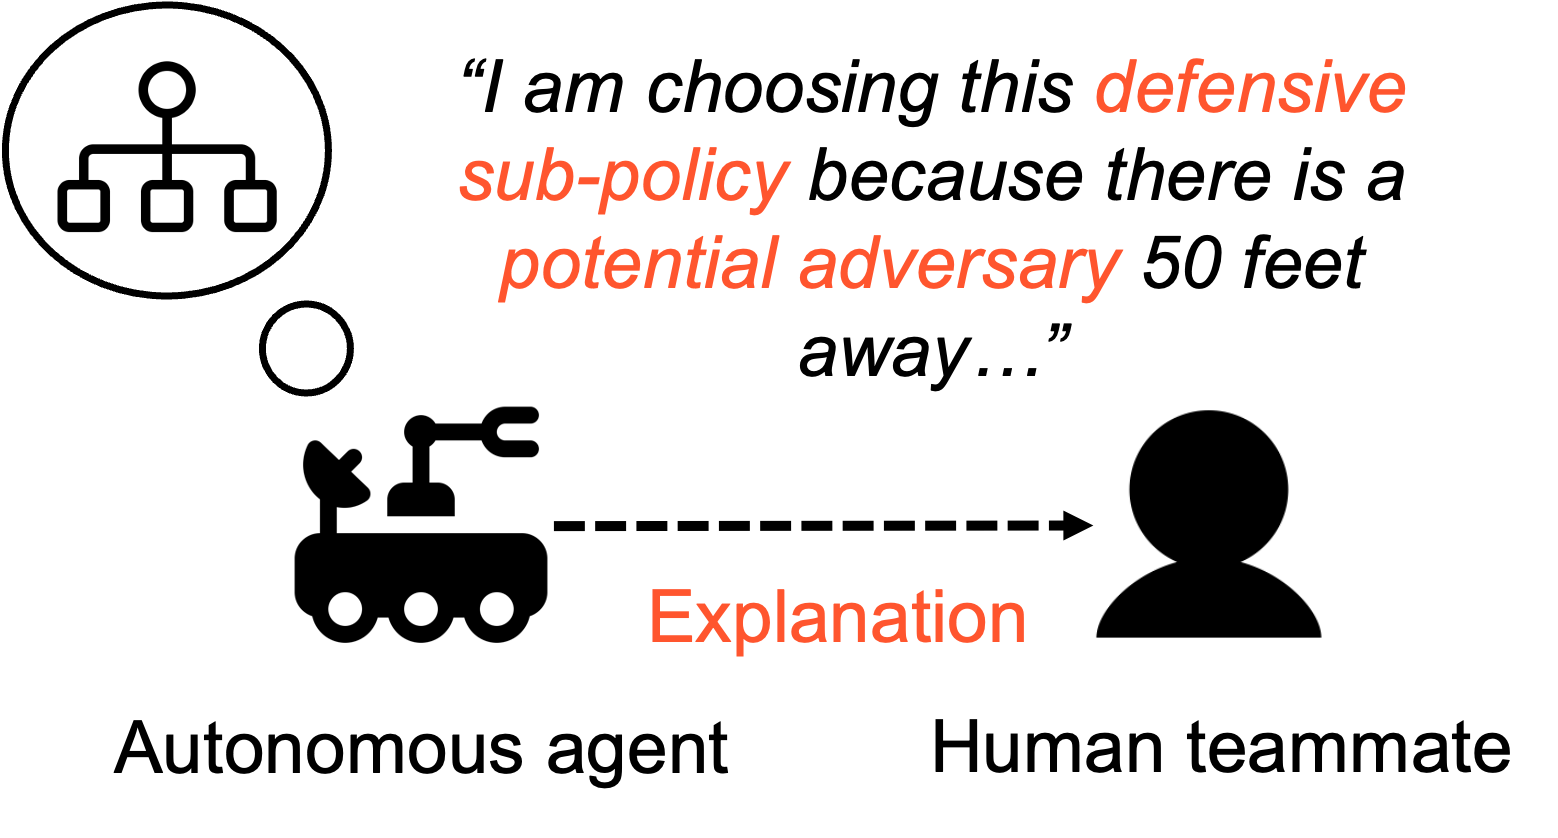 “I am choosing this defensive
sub-policy because there is a
potential adversary 50 feet
away…”
Explanation
Autonomous agent
Human teammate